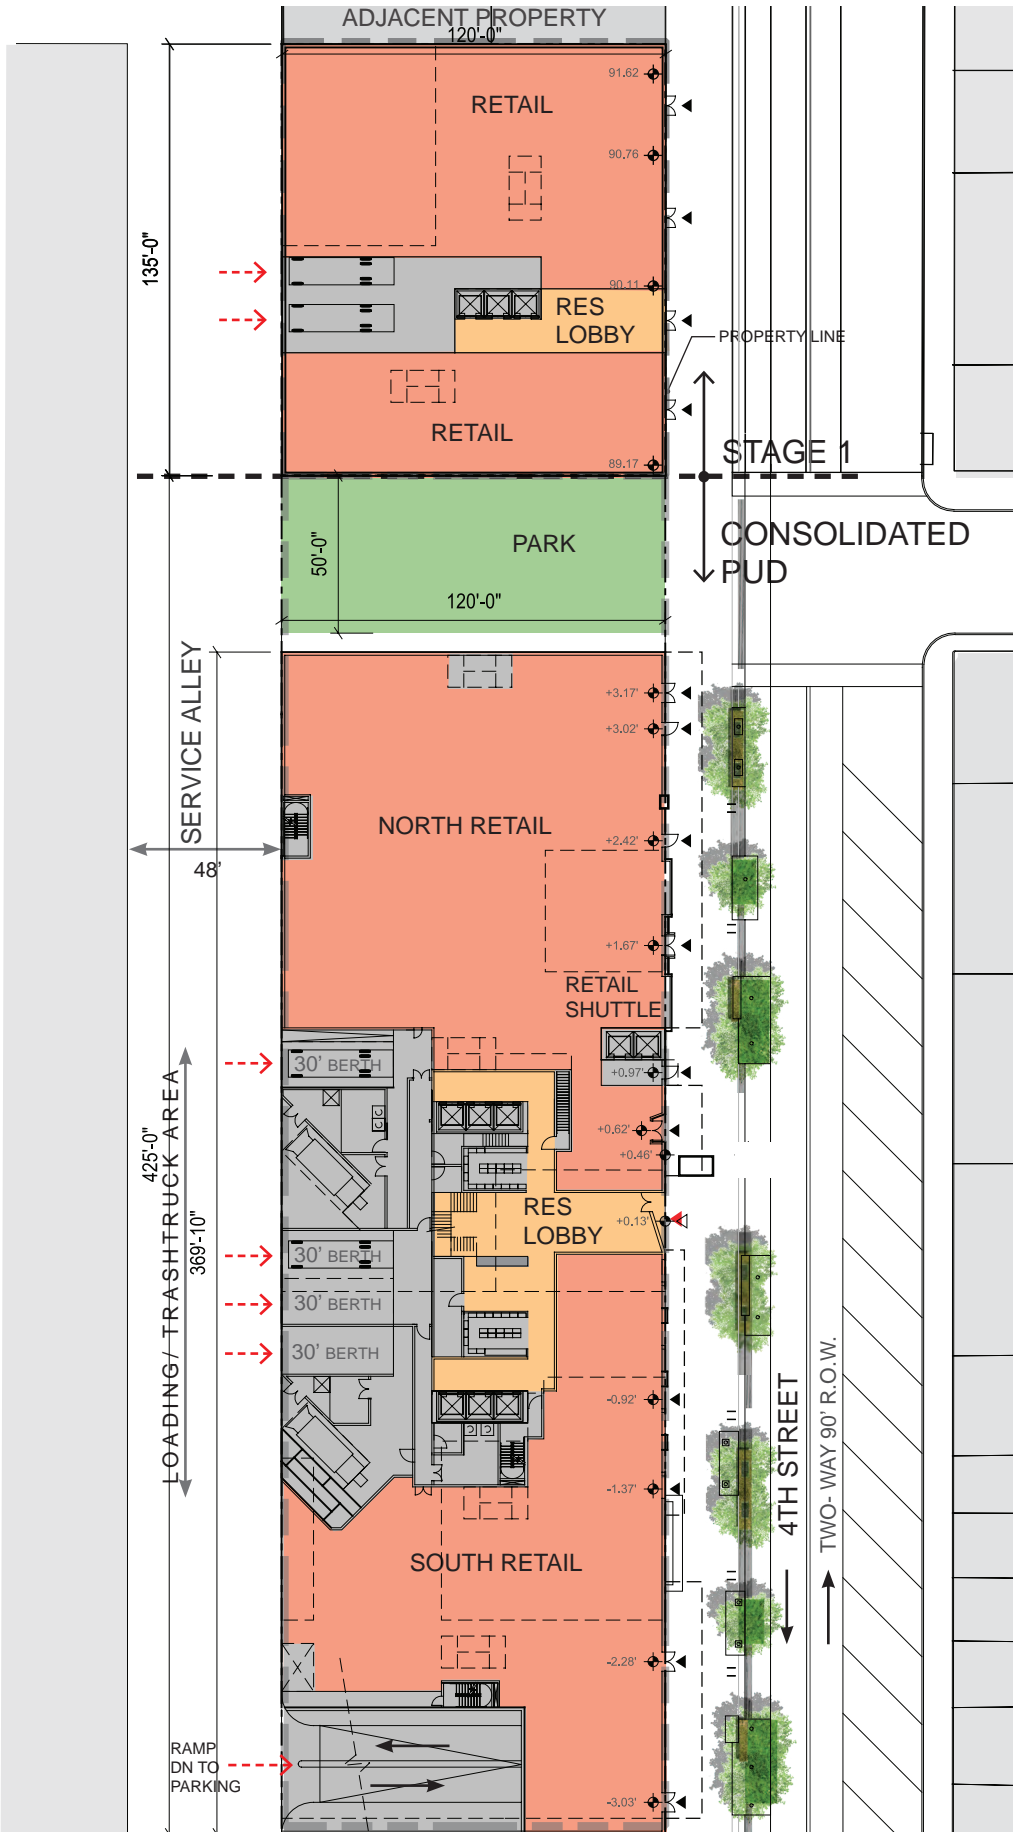 ADJACENT PROPERTY
120'-0"
91.62
RETAIL
90.76
135'-0"
90.11
RES
LOBBY
PROPERTY LINE
RETAIL
STAGE 1
89.17
CONSOLIDATED
PUD
PARK
50'-0"
120'-0"
SERVICE ALLEY
+3.17'
+3.02'
NORTH RETAIL
+2.42'
48'
+1.67'
RETAIL
SHUTTLE
30' BERTH
+0.97'
LOADING/ TRASHTRUCK AREA
425'-0"
369'-10"
+0.62'
+0.46'
RES
LOBBY
+0.13'
30' BERTH
30' BERTH
30' BERTH
-0.92'
4TH STREET
TWO- WAY 90' R.O.W.
-1.37'
SOUTH RETAIL
-2.28'
RAMP
DN TO
PARKING
-3.03'